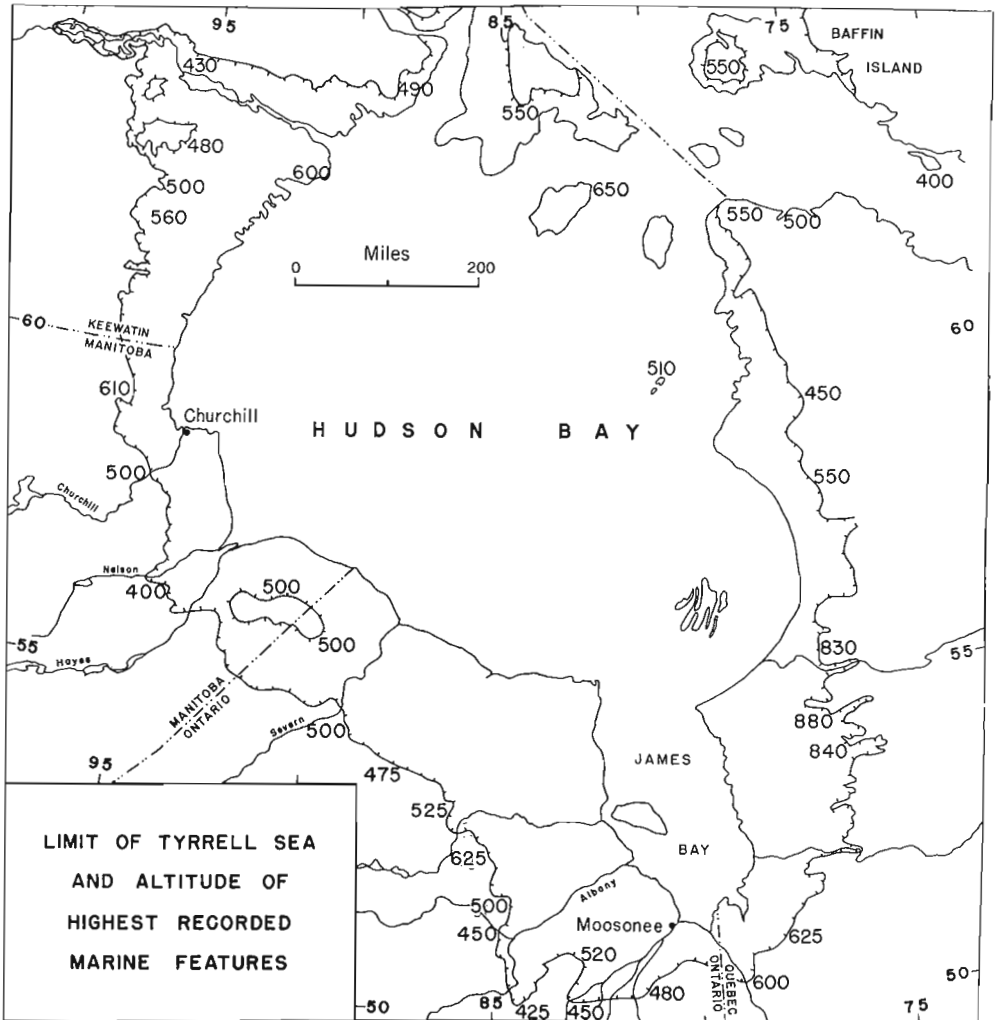 95
85
75
BAFFIN
ISLAND
430
490
550
550
480
600
500
560
650
400
550
500
Miles
0 200
60
KEEWATIN
MANITOBA
60
610
510
450
Churchill
HUDSON BAY
500
550
Churchill
Nelson
400
500
500
55
Hayes
830
55
MANITOBA
ONTARIO
Severn
500
880
840
95
475
JAMES
525
BAY
625
LIMIT OF TYRRELL SEA
AND ALTITUDE OF
HIGHEST RECORDED
MARINE FEATURES
Albany
500
450
Moosonee
625
520
50
85
425
450
480
ONTARIO
QUEBEC
600
50
75